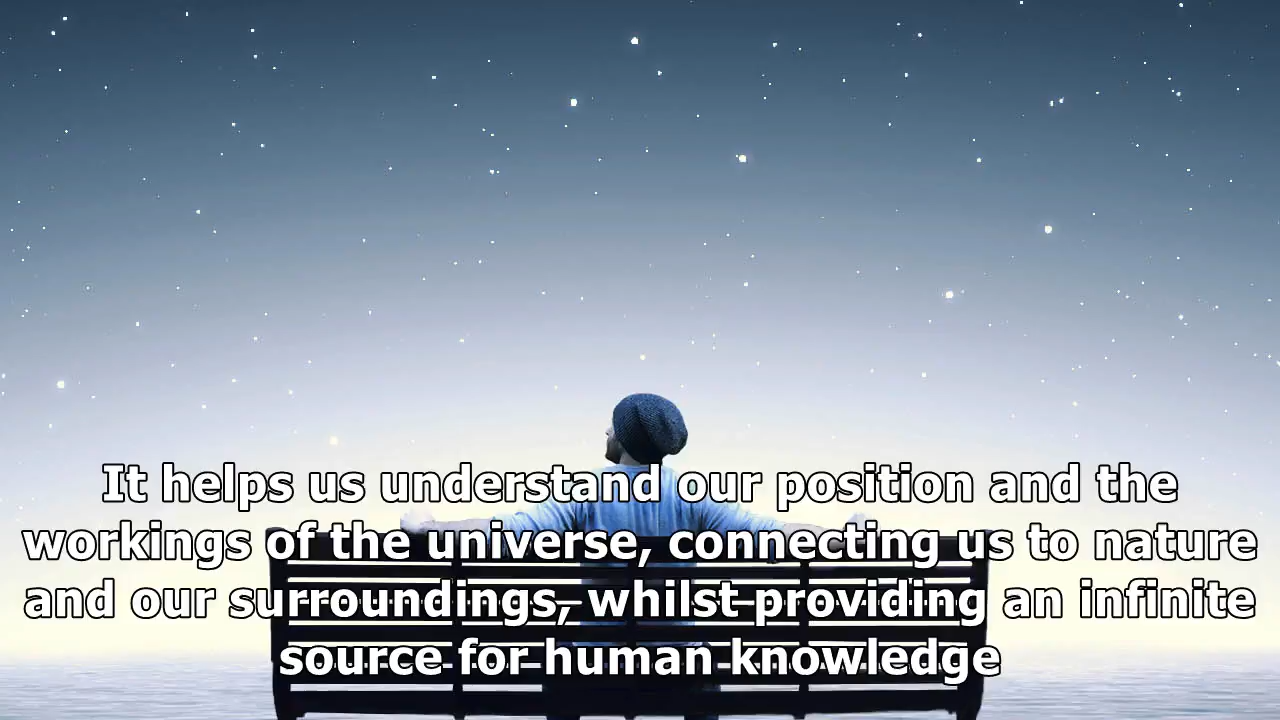 It helps us understand our position and the
workings of the universe, connecting us to nature
and our surroundings, whilst providing an infinite
source for human knowledge